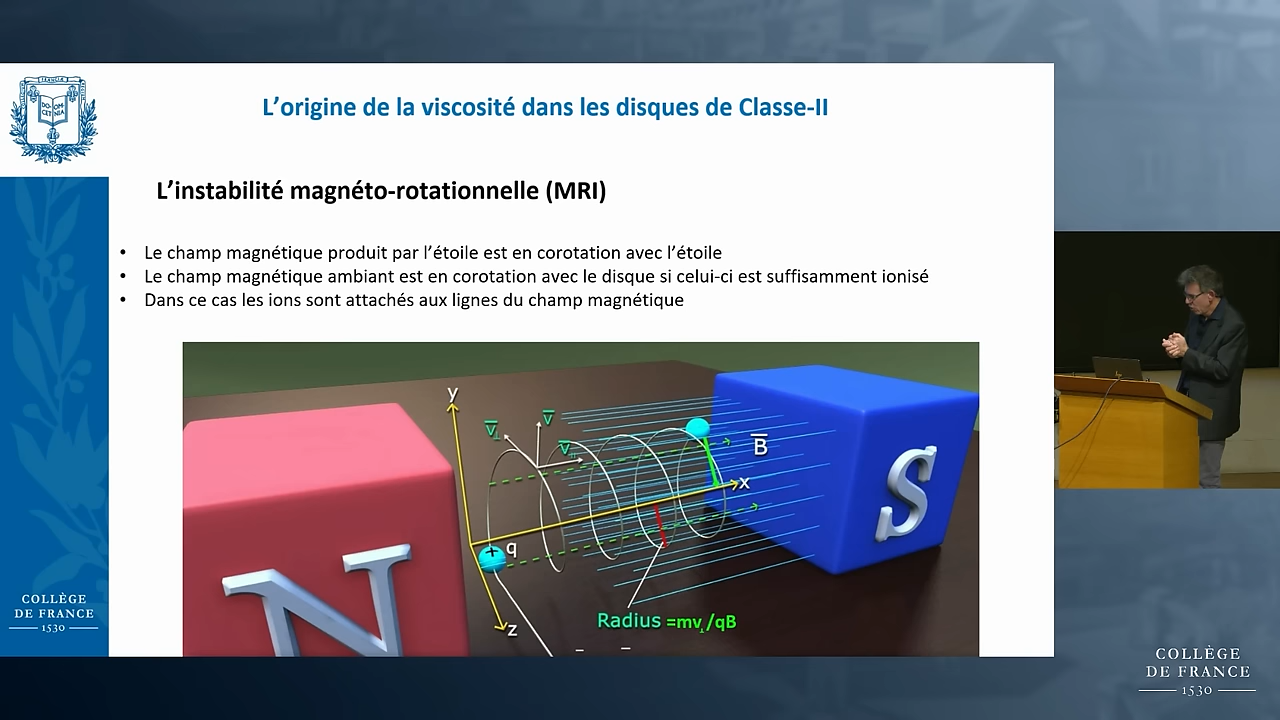 L'origine de la viscosité dans les disques de Classe-II
L'instabilité magnéto-rotationnelle (MRI)
• Le champ magnétique produit par l'étoile est en corotation avec l'étoile
• Le champ magnétique ambiant est en corotation avec le disque si celui-ci est suffisamment ionisé
• Dans ce cas les ions sont attachés aux lignes du champ magnétique
y
V⊥
V
V
B
x
S
+
q
N
z
Radius =mv⊥/qB
COLLÈGE
DE FRANCE
1530
COLLÈGE
DE FRANCE
1530